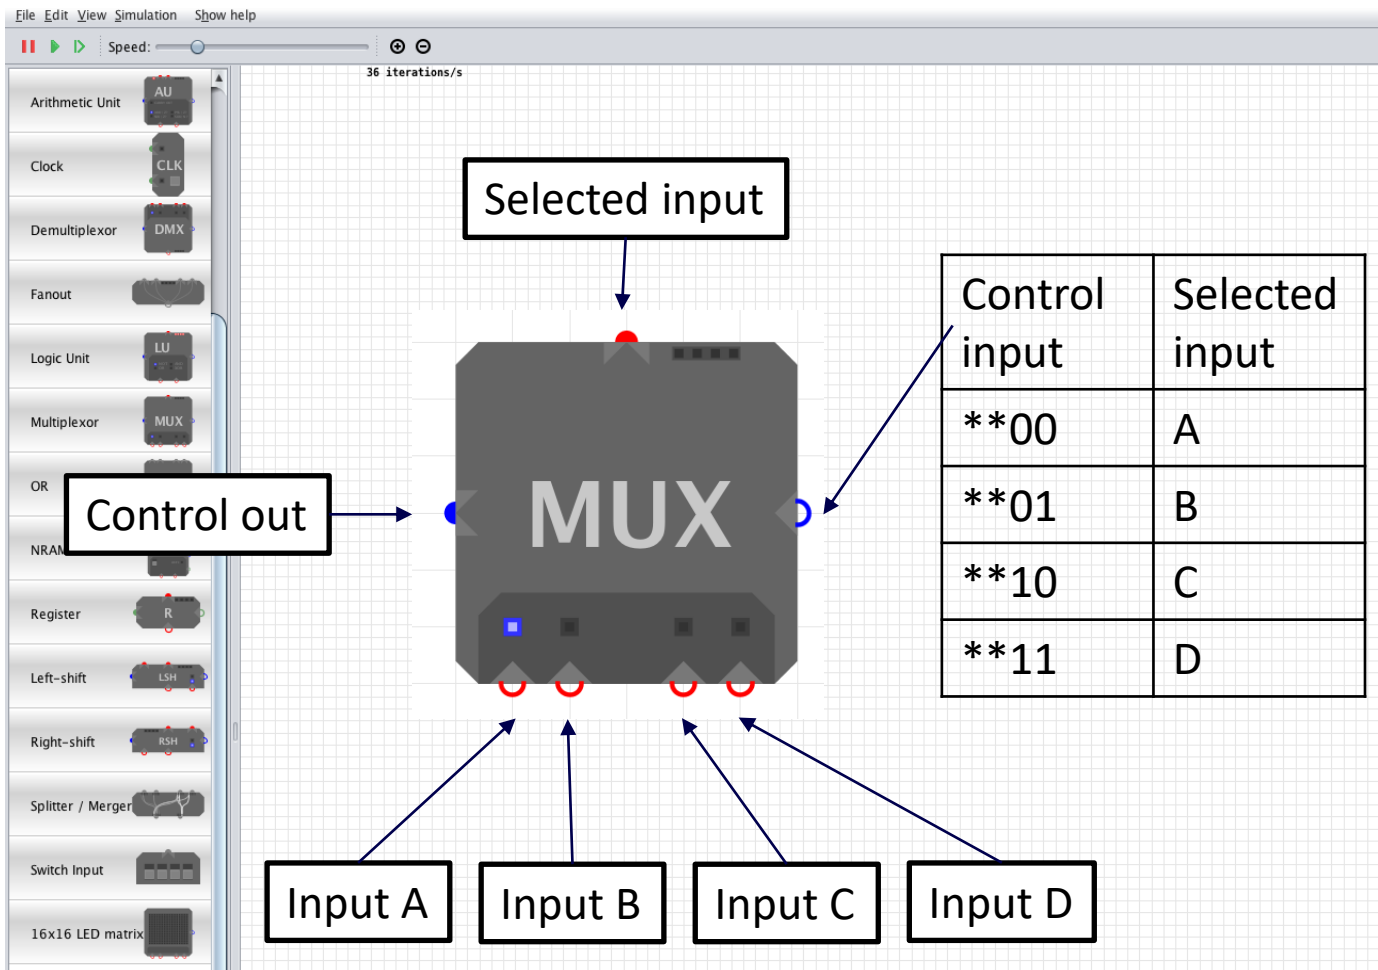 File Edit View Simulation Show help
Speed:
36 iterations/s
Arithmetic Unit
AU
Clock
CLK
Demultiplexor
DMX
Fanout
Logic Unit
LU
Multiplexor
MUX
OR
NRAM
Register
R
Left-shift
LSH
Right-shift
RSH
Splitter / Merger
Switch Input
16x16 LED matrix
Selected input
Control out
MUX
Control input
Selected input
**00
A
**01
B
**10
C
**11
D
Input A
Input B
Input C
Input D